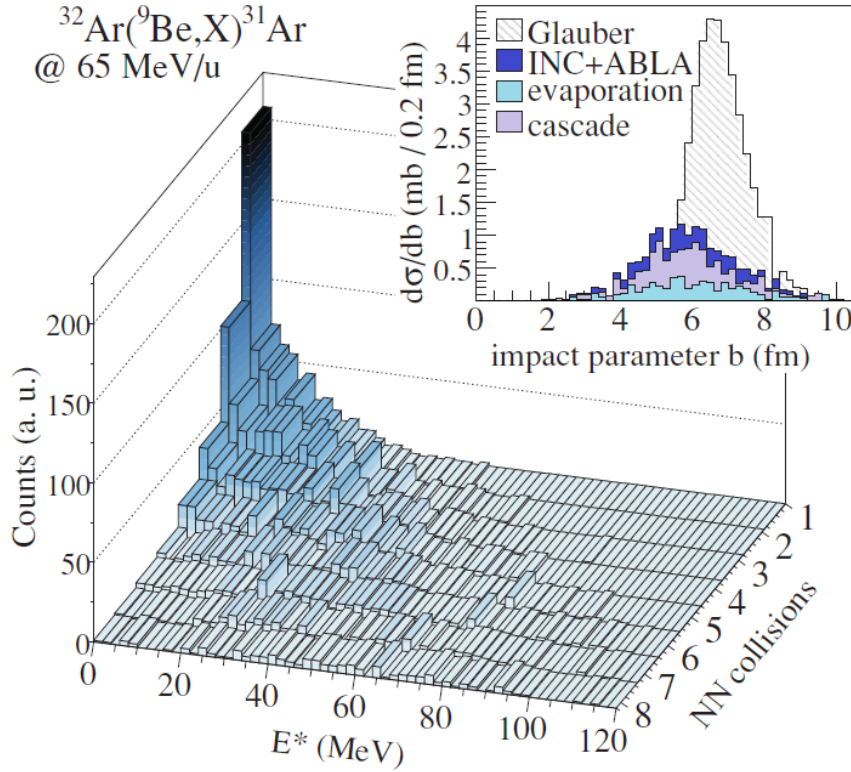 ³²Ar(⁹Be,X)³¹Ar
@ 65 MeV/u
Glauber
INC+ABLA
evaporation
cascade
dσ/db (mb / 0.2 fm)
4
3.5
3
2.5
2
1.5
1
0.5
0 2 4 6 8 10
impact parameter b (fm)
Counts (a. u.)
200
150
100
50
0
0 20 40 60 80 100 120
E* (MeV)
1
2
3
4
5
6
7
8
NN collisions